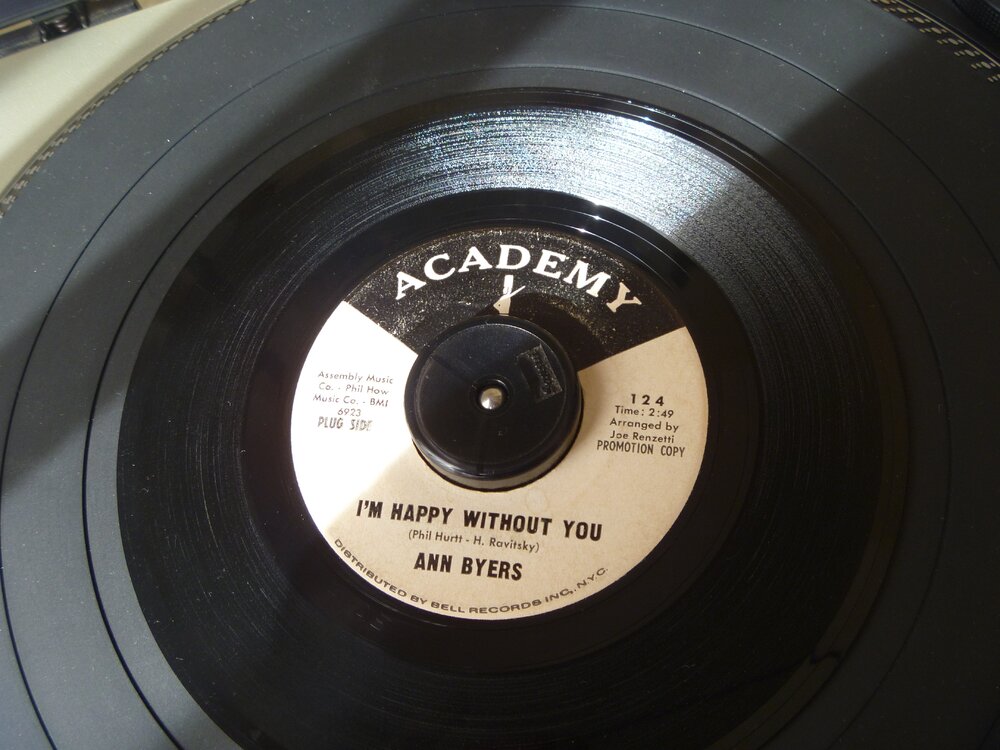 ACADEMY
Assembly Music
Co. - Phil How
Music Co. - BMI
6923
PLUG SIDE
124
Time: 2:49
Arranged by
Joe Renzetti
PROMOTION COPY
I'M HAPPY WITHOUT YOU
(Phil Hurtt - H. Ravitsky)
ANN BYERS
DISTRIBUTED BY BELL RECORDS INC., N.Y.C.